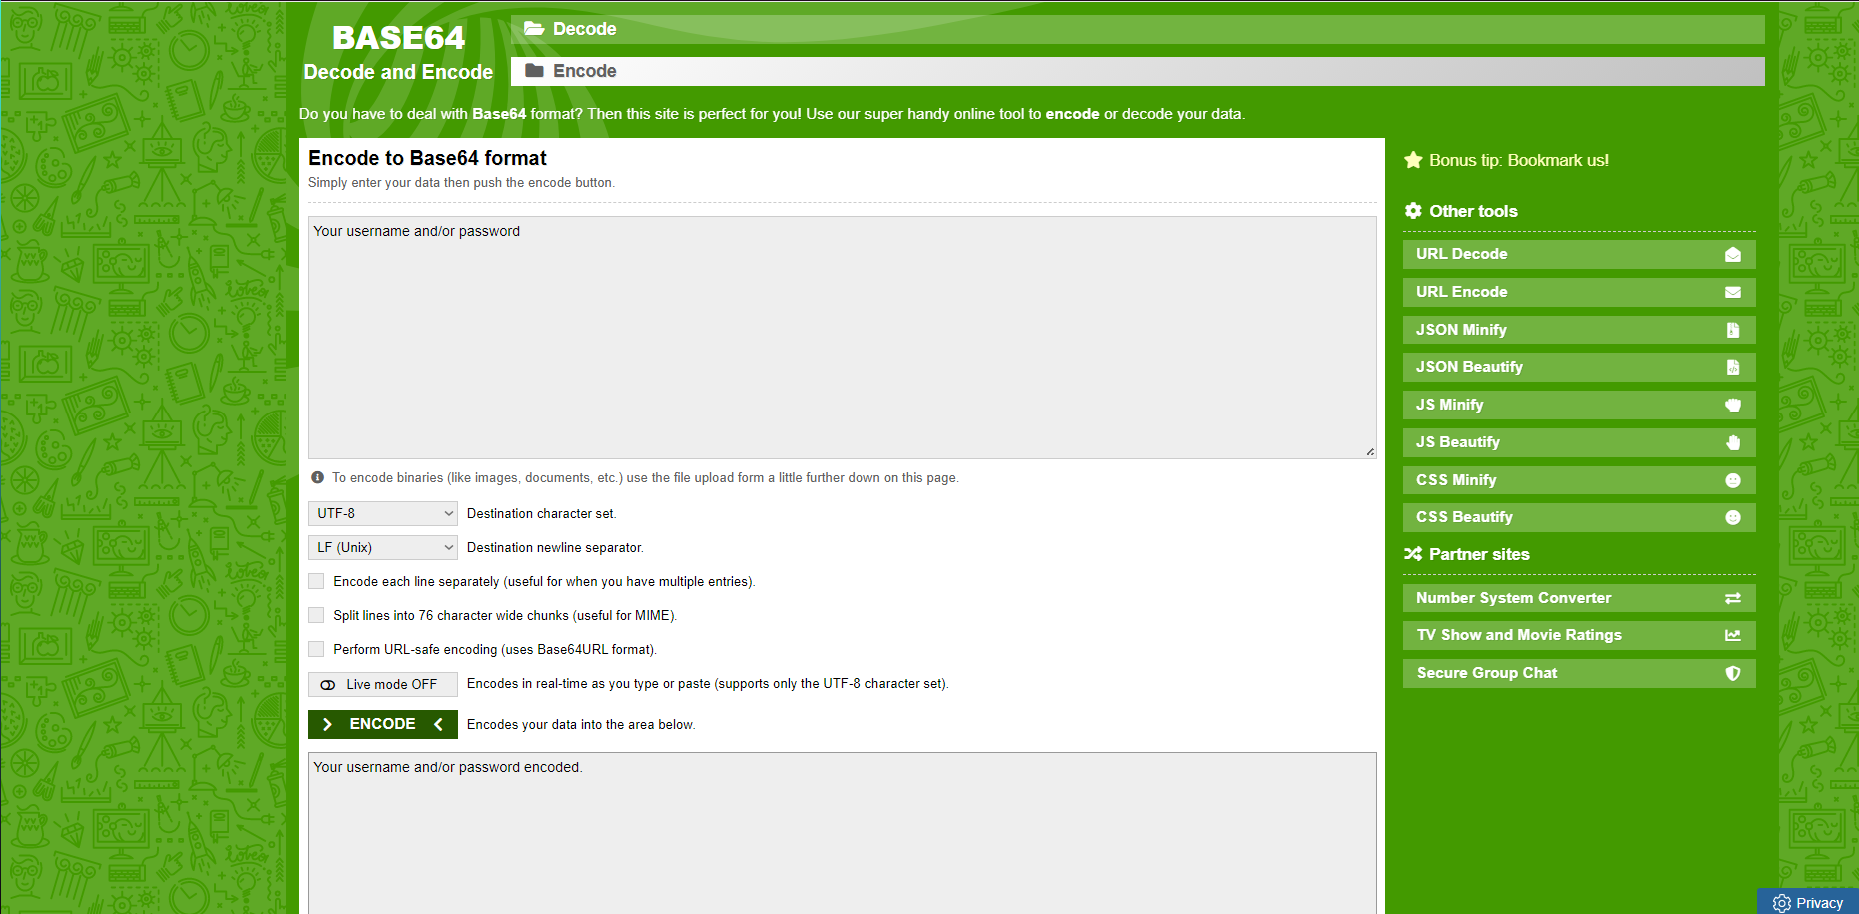 BASE64
Decode and Encode
Decode
Encode
Do you have to deal with Base64 format? Then this site is perfect for you! Use our super handy online tool to encode or decode your data.
Encode to Base64 format
Simply enter your data then push the encode button.
Your username and/or password
To encode binaries (like images, documents, etc.) use the file upload form a little further down on this page.
UTF-8 Destination character set.
LF (Unix) Destination newline separator.
Encode each line separately (useful for when you have multiple entries).
Split lines into 76 character wide chunks (useful for MIME).
Perform URL-safe encoding (uses Base64URL format).
Live mode OFF Encodes in real-time as you type or paste (supports only the UTF-8 character set).
ENCODE Encodes your data into the area below.
Your username and/or password encoded.
Bonus tip: Bookmark us!
Other tools
URL Decode
URL Encode
JSON Minify
JSON Beautify
JS Minify
JS Beautify
CSS Minify
CSS Beautify
Partner sites
Number System Converter
TV Show and Movie Ratings
Secure Group Chat
Privacy